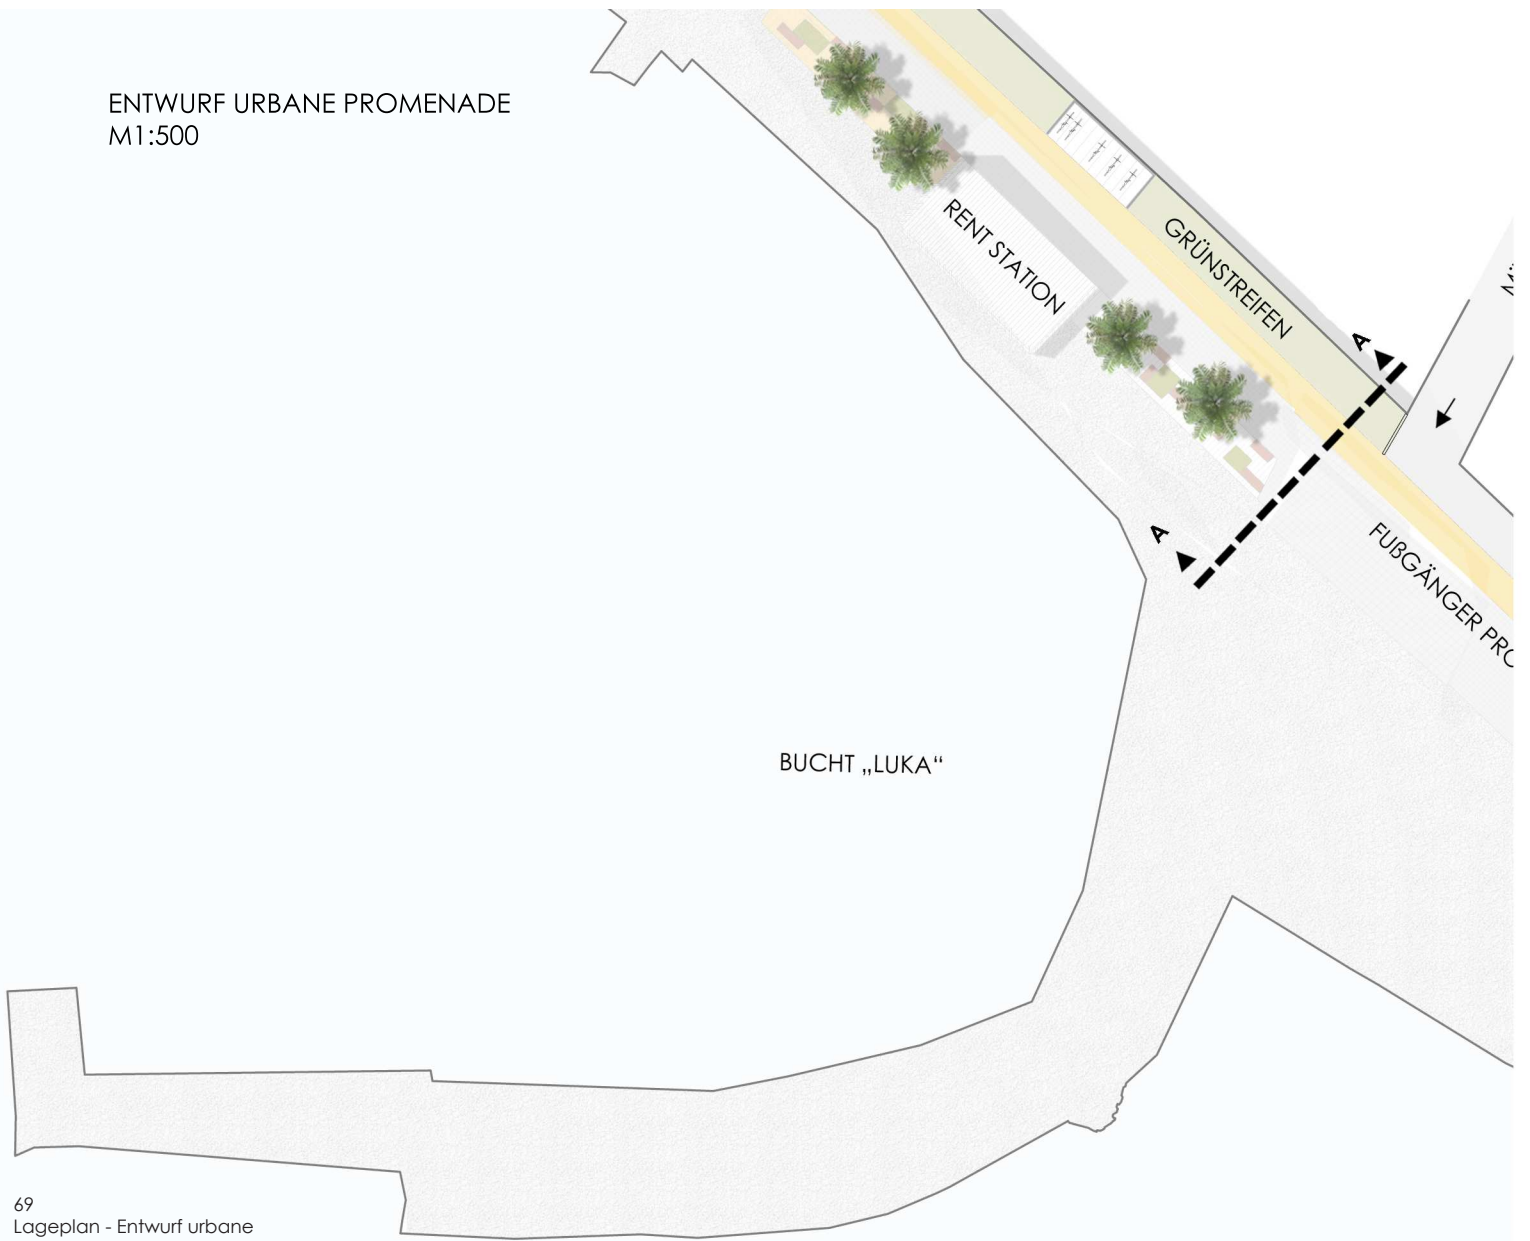 ENTWURF URBANE PROMENADE
M1:500
RENT STATION
GRÜNSTREIFEN
A
A
FUßGÄNGER PRO
BUCHT „LUKA“
69
Lageplan - Entwurf urbane